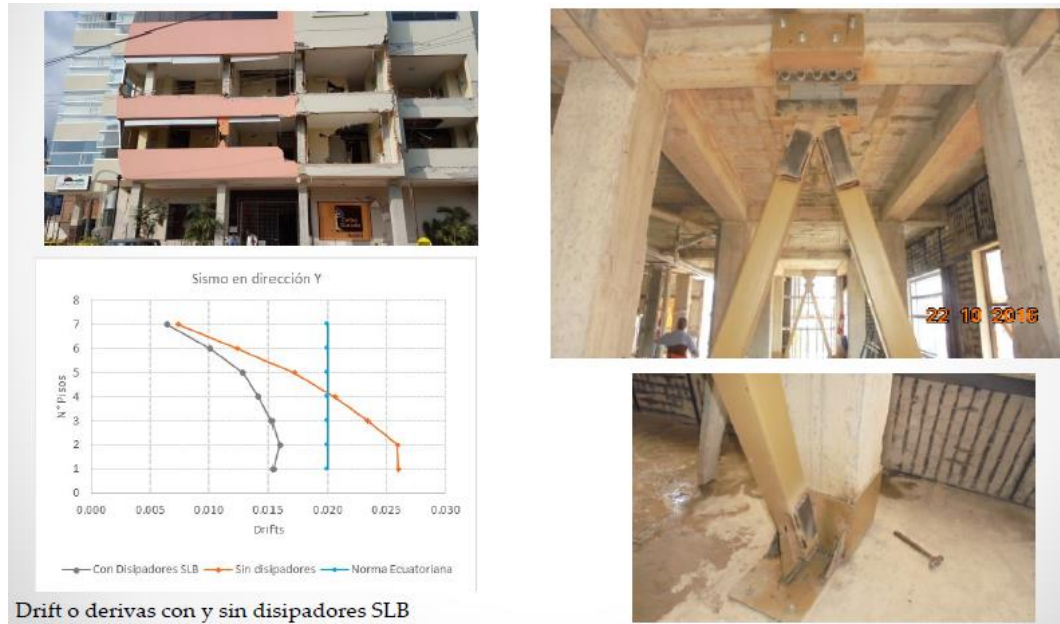 22 10 2016
Sismo en dirección Y
N°Pisos
8
7
6
5
4
3
2
1
0
0.000 0.005 0.010 0.015 0.020 0.025 0.030
Drifts
Con Disipadores SLB Sin disipadores Norma Ecuatoriana
Drift o derivas con y sin disipadores SLB